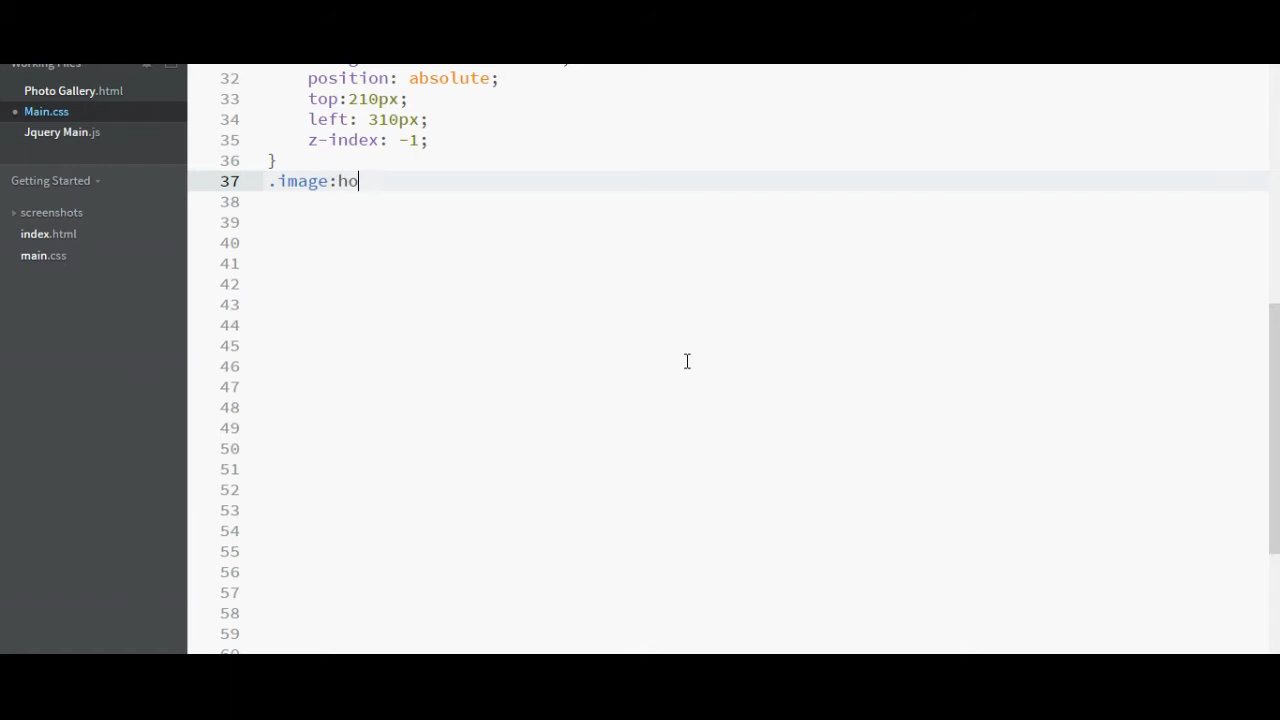 Working Files
Photo Gallery.html
Main.css
Jquery Main.js
Getting Started
screenshots
index.html
main.css
32 position: absolute;
33 top:210px;
34 left: 310px;
35 z-index: -1;
36 }
37 .image:ho
38
39
40
41
42
43
44
45
46
47
48
49
50
51
52
53
54
55
56
57
58
59